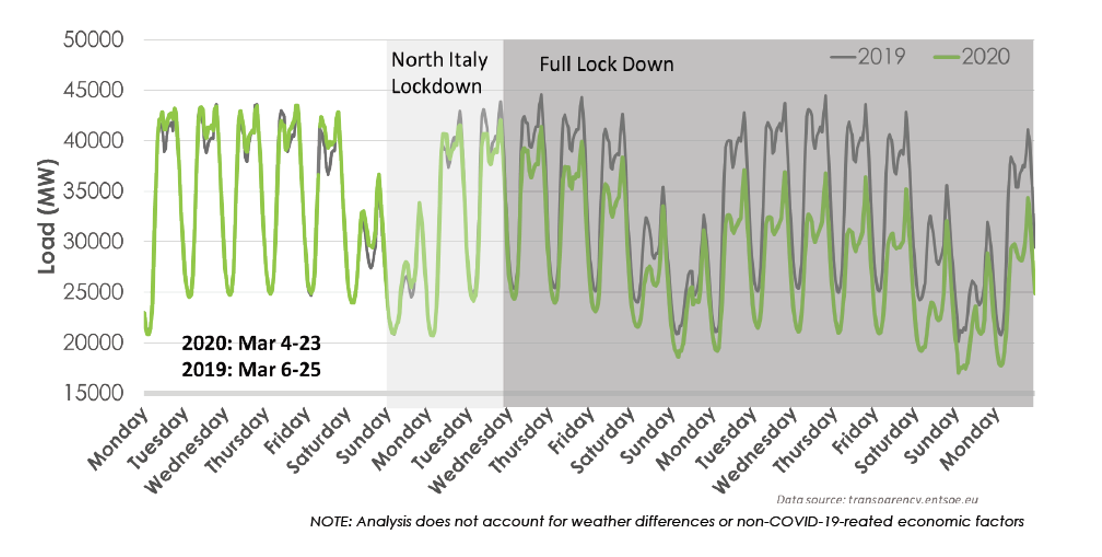 50000
45000
40000
35000
30000
25000
20000
15000
Load (MW)
North Italy
Lockdown
Full Lock Down
2019
2020
2020: Mar 4-23
2019: Mar 6-25
Monday
Tuesday
Wednesday
Thursday
Friday
Saturday
Sunday
Monday
Tuesday
Wednesday
Thursday
Friday
Saturday
Sunday
Monday
Tuesday
Wednesday
Thursday
Friday
Saturday
Sunday
Monday
Data source: transparency.entsoe.eu
NOTE: Analysis does not account for weather differences or non-COVID-19-reated economic factors